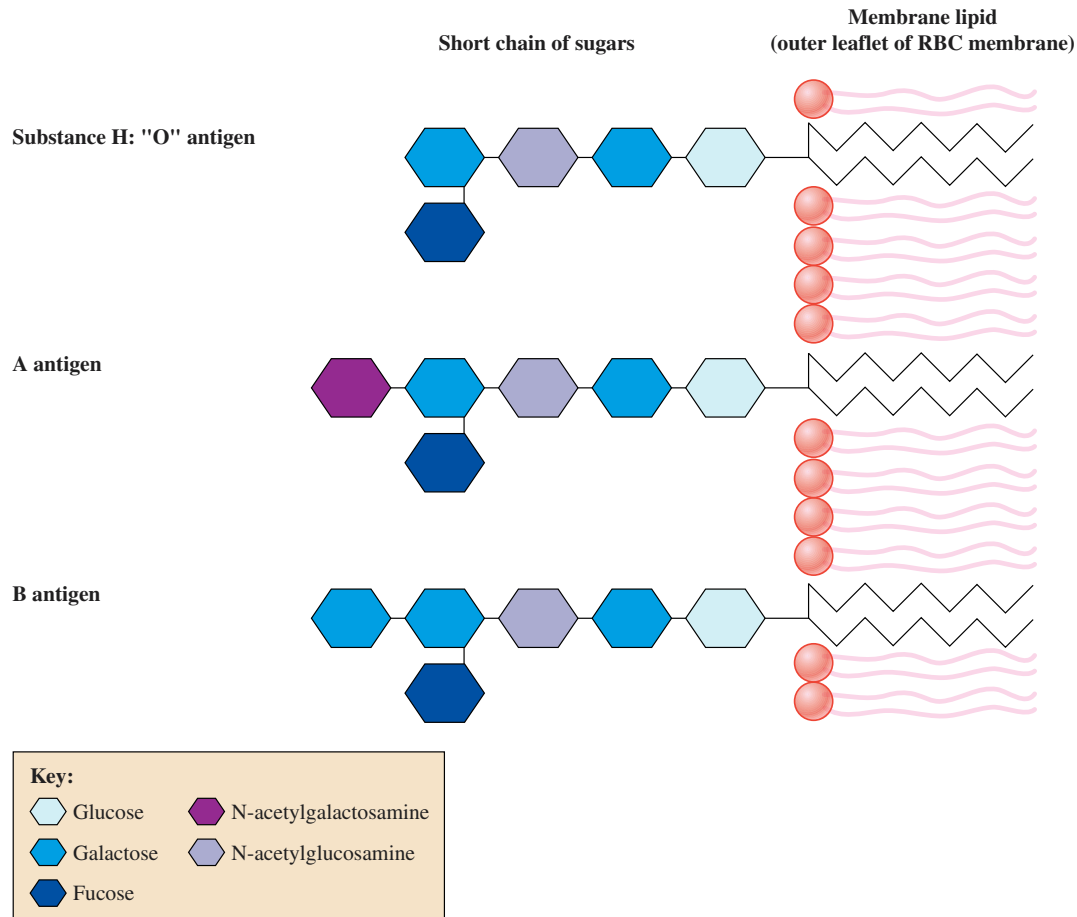 Short chain of sugars
Membrane lipid
(outer leaflet of RBC membrane)
Substance H: "O" antigen
A antigen
B antigen
Key:
Glucose
N-acetylgalactosamine
Galactose
N-acetylglucosamine
Fucose